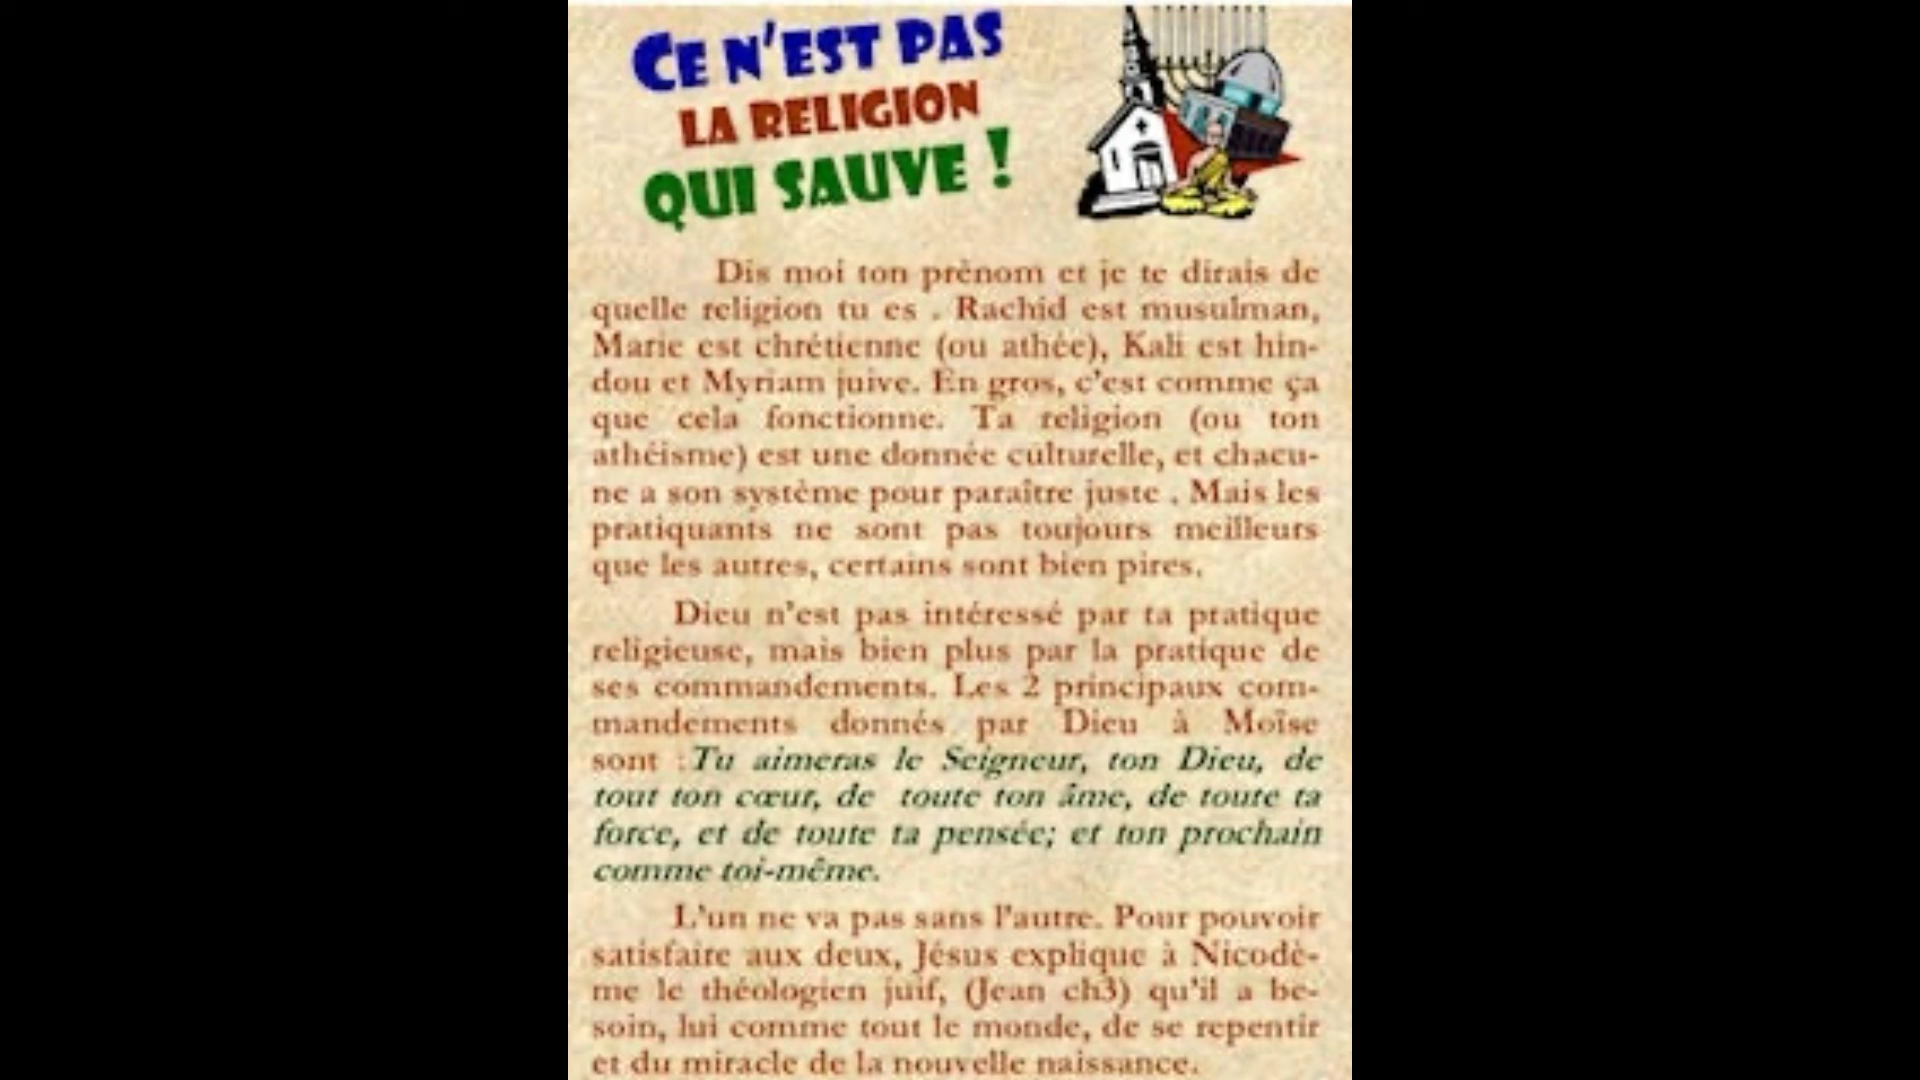 CE N'EST PAS
LA RELIGION
QUI SAUVE !
Dis moi ton prènom et je te dirais de
quelle religion tu es . Rachid est musulman,
Marie est chrétienne (ou athée), Kali est hin-
dou et Myriam juive. En gros, c'est comme ça
que cela fonctionne. Ta religion (ou ton
athéisme) est une donnée culturelle, et chacu-
ne a son système pour paraître juste . Mais les
pratiquants ne sont pas toujours meilleurs
que les autres, certains sont bien pires.
Dieu n'est pas intéressé par ta pratique
religieuse, mais bien plus par la pratique de
ses commandements. Les 2 principaux com-
mandements donnés par Dieu à Moïse
sont :Tu aimeras le Seigneur, ton Dieu, de
tout ton cœur, de toute ton âme, de toute ta
force, et de toute ta pensée; et ton prochain
comme toi-même.
L'un ne va pas sans l'autre. Pour pouvoir
satisfaire aux deux, Jésus explique à Nicodè-
me le théologien juif, (Jean ch3) qu'il a be-
soin, lui comme tout le monde, de se repentir
et du miracle de la nouvelle naissance.